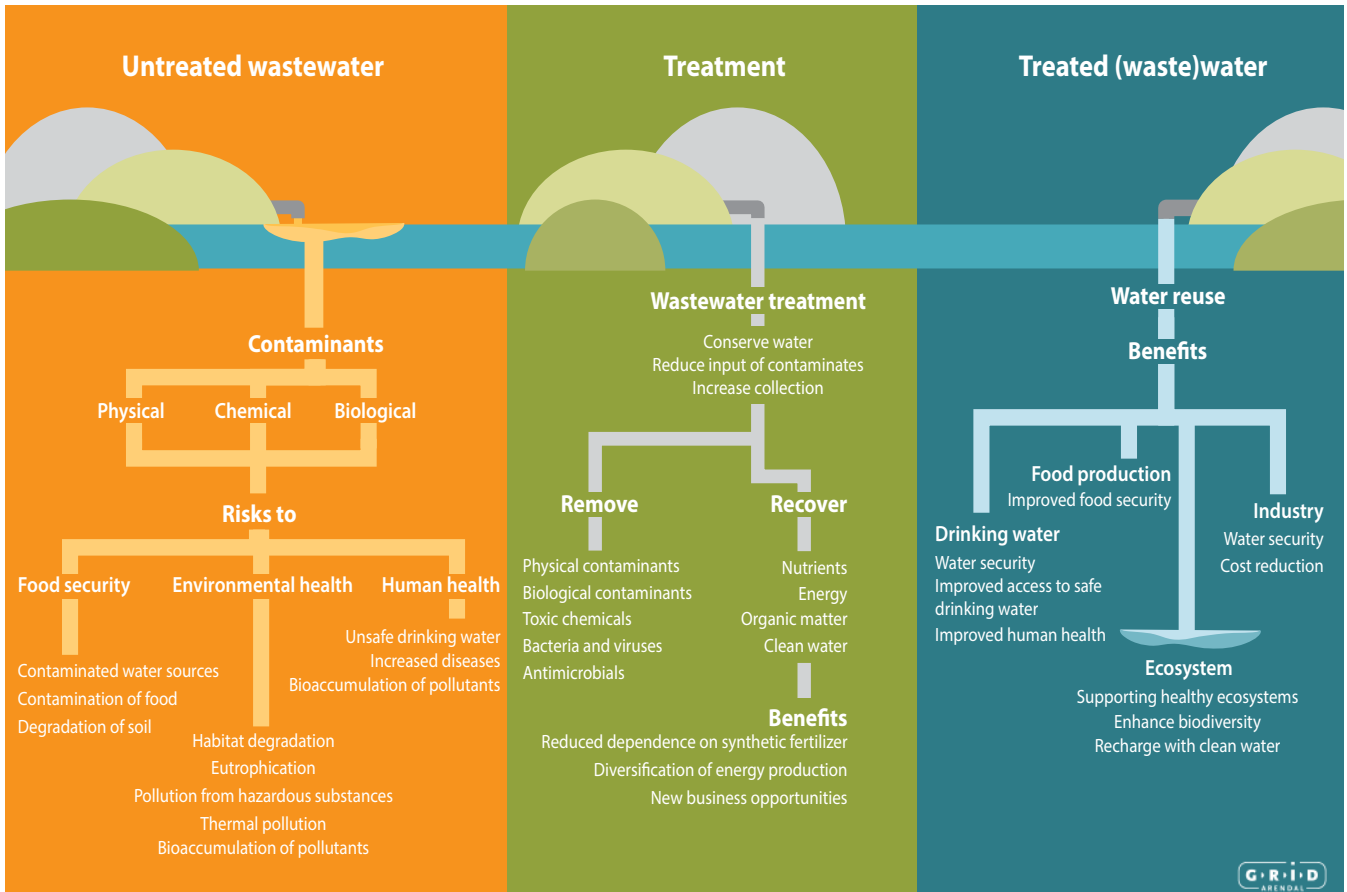 Untreated wastewater
Contaminants
Physical
Chemical
Biological
Risks to
Food security
Environmental health
Human health
Contaminated water sources
Contamination of food
Degradation of soil
Habitat degradation
Eutrophication
Pollution from hazardous substances
Thermal pollution
Bioaccumulation of pollutants
Unsafe drinking water
Increased diseases
Bioaccumulation of pollutants
Treatment
Wastewater treatment
Conserve water
Reduce input of contaminates
Increase collection
Remove
Physical contaminants
Biological contaminants
Toxic chemicals
Bacteria and viruses
Antimicrobials
Recover
Nutrients
Energy
Organic matter
Clean water
Benefits
Reduced dependence on synthetic fertilizer
Diversification of energy production
New business opportunities
Treated (waste)water
Water reuse
Benefits
Drinking water
Water security
Improved access to safe
drinking water
Improved human health
Food production
Improved food security
Ecosystem
Supporting healthy ecosystems
Enhance biodiversity
Recharge with clean water
Industry
Water security
Cost reduction
G·R·I·D
ARENDAL